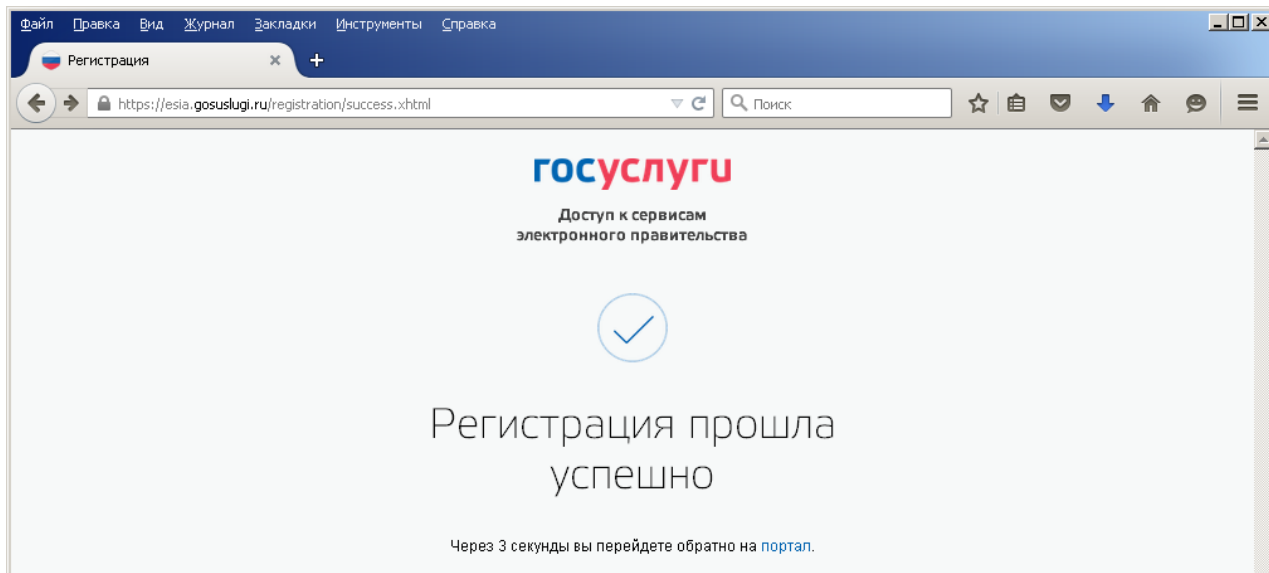 Файл Правка Вид Журнал Закладки Инструменты Справка
Регистрация
https://esia.gosuslugi.ru/registration/success.xhtml Поиск
госуслуги
Доступ к сервисам
электронного правительства
Регистрация прошла
успешно
Через 3 секунды вы перейдете обратно на портал.